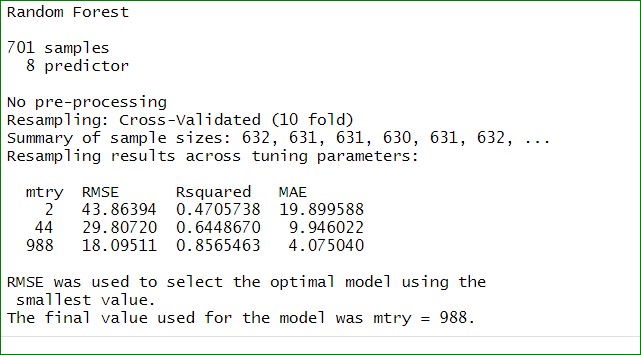 Random Forest
701 samples
8 predictor
No pre-processing
Resampling: Cross-Validated (10 fold)
Summary of sample sizes: 632, 631, 631, 630, 631, 632, ...
Resampling results across tuning parameters:
mtry RMSE Rsquared MAE
2 43.86394 0.4705738 19.899588
44 29.80720 0.6448670 9.946022
988 18.09511 0.8565463 4.075040
RMSE was used to select the optimal model using the
smallest value.
The final value used for the model was mtry = 988.